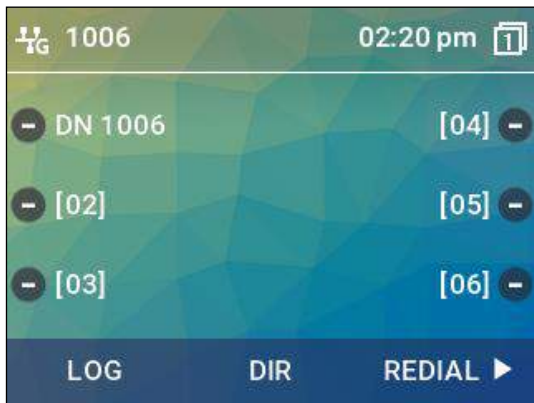 G 1006 02:20 pm 1
DN 1006 [04]
[02] [05]
[03] [06]
LOG DIR REDIAL